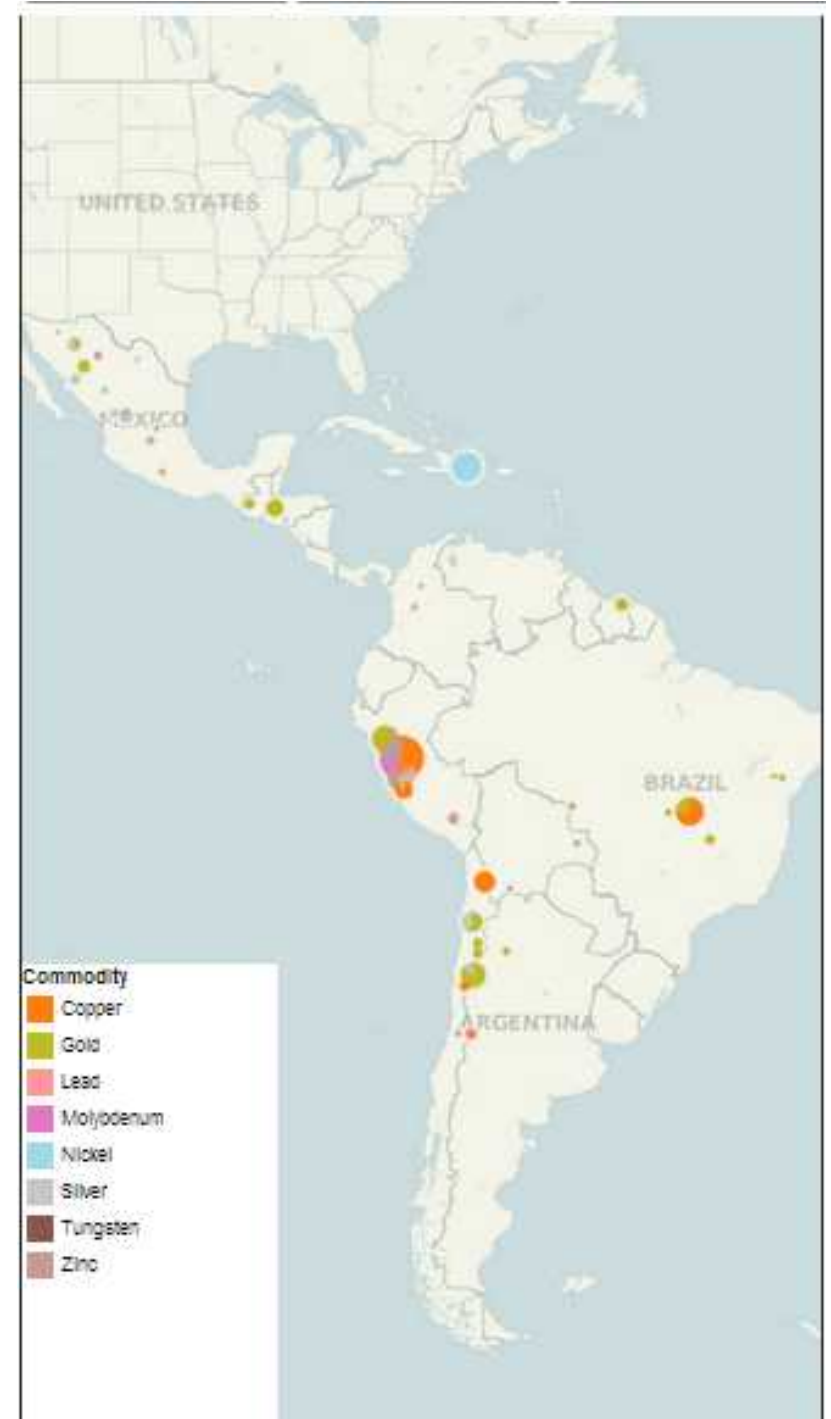 UNITED STATES
MEXICO
BRAZIL
ARGENTINA
Commodity
Copper
Gold
Lead
Molybdenum
Nickel
Silver
Tungsten
Zinc